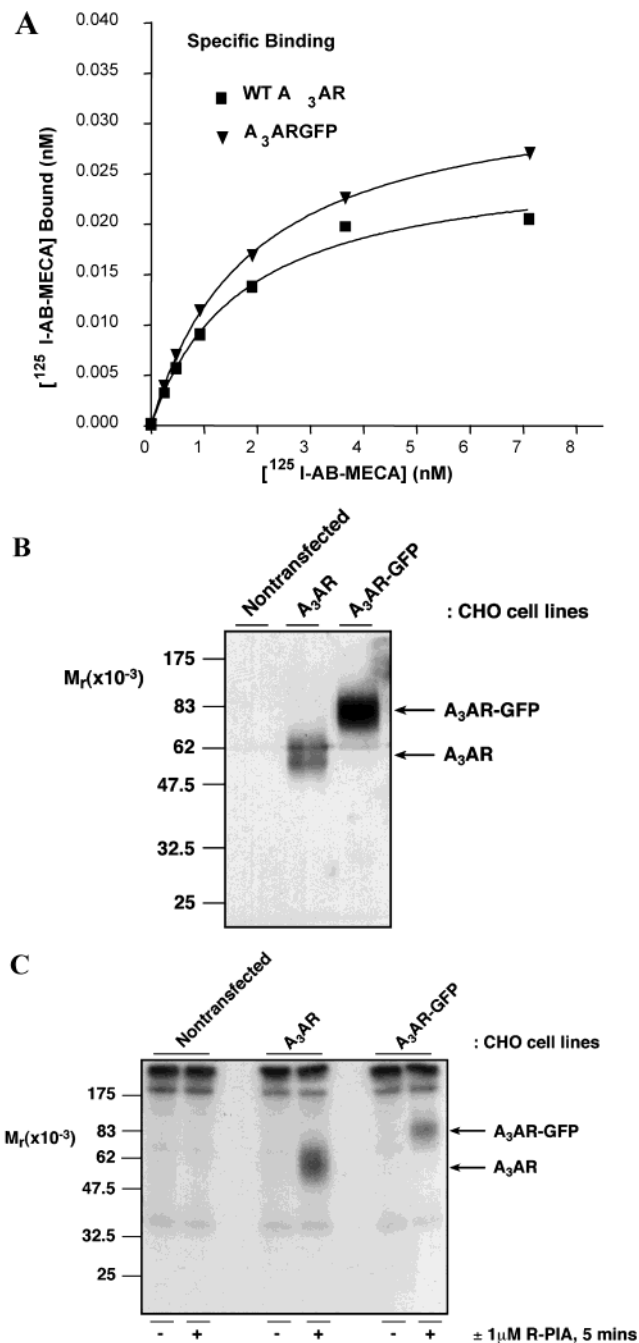 A
Specific Binding
WT A 3AR
A3ARGFP
[125 I-AB-MECA] Bound (nM)
0.040
0.035
0.030
0.025
0.020
0.015
0.010
0.005
0.000
0 1 2 3 4 5 6 7 8
[125 I-AB-MECA] (nM)
B
Nontransfected
A3AR
A3AR-GFP
: CHO cell lines
Mr(x10-3)
175
83
62
47.5
32.5
25
A3AR-GFP
A3AR
C
Nontransfected
A3AR
A3AR-GFP
: CHO cell lines
Mr(x10-3)
175
83
62
47.5
32.5
25
A3AR-GFP
A3AR
- + - + - + ± 1μM R-PIA, 5 mins